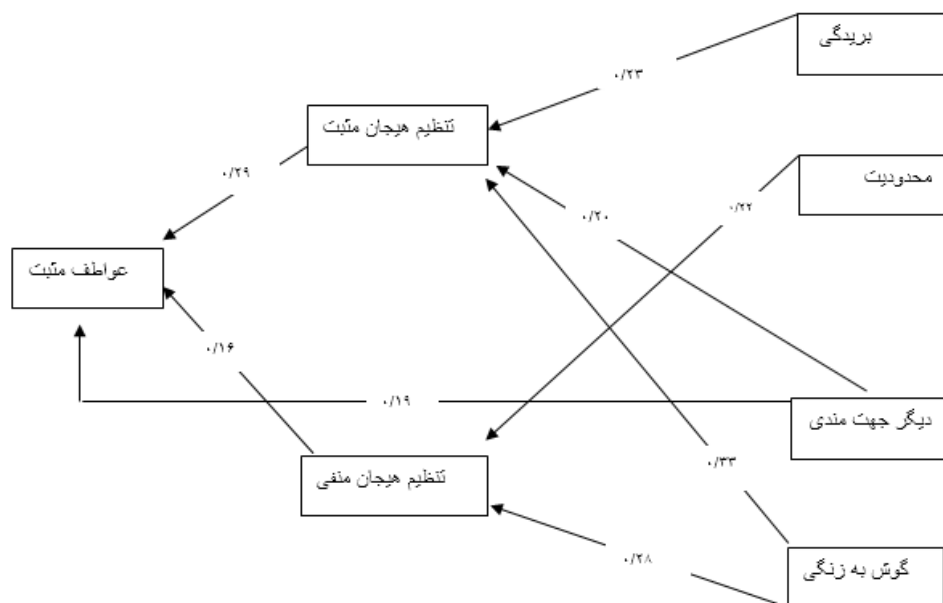 بریدگی
۰/۲۳
تنظیم هیجان مثبت
محدودیت
۰/۲۹
۰/۲۰
۰/۲۲
عواطف مثبت
۰/۱۶
۰/۱۹
دیگر جهت مندی
۰/۳۳
تنظیم هیجان منفی
۰/۲۸
گوش به زنگی